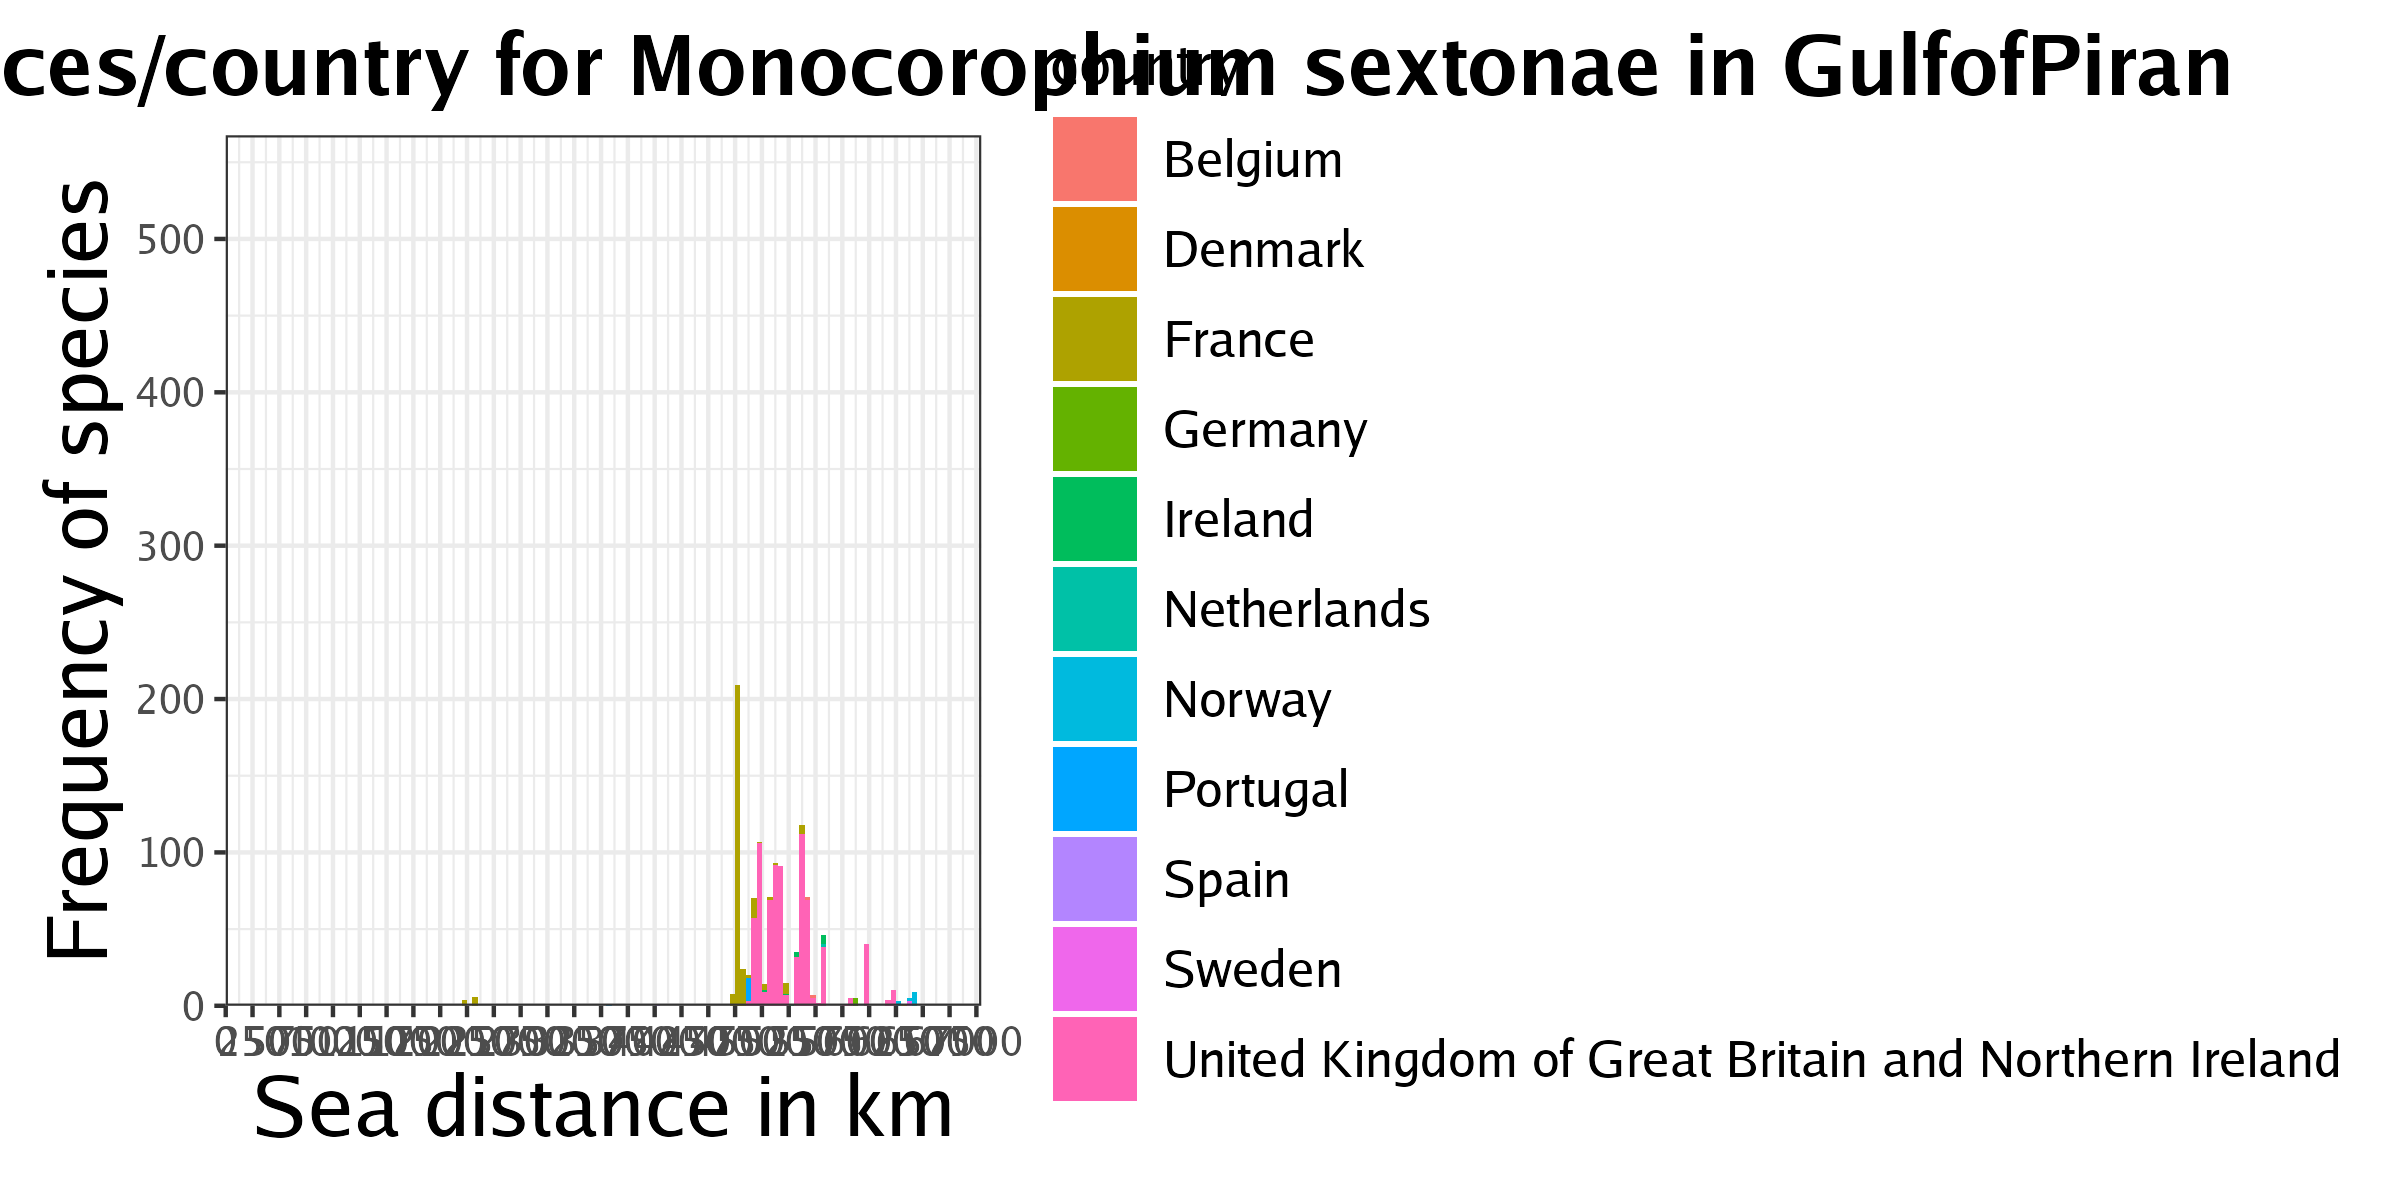 ces/country for Monocorophium sextonae in GulfofPiran
country
Belgium
Denmark
France
Germany
Ireland
Netherlands
Norway
Portugal
Spain
Sweden
United Kingdom of Great Britain and Northern Ireland
Frequency of species
500
400
300
200
100
0
Sea distance in km